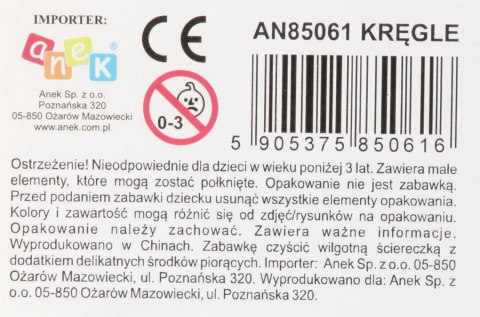 IMPORTER:
anek®
Anek Sp. z o.o.
Poznańska 320
05-850 Ożarów Mazowiecki
www.anek.com.pl
CE
0-3
AN85061 KRĘGLE
5 905375 850616
Ostrzeżenie! Nieodpowiednie dla dzieci w wieku poniżej 3 lat. Zawiera małe
elementy, które mogą zostać połknięte. Opakowanie nie jest zabawką.
Przed podaniem zabawki dziecku usunąć wszystkie elementy opakowania.
Kolory i zawartość mogą różnić się od zdjęć/rysunków na opakowaniu.
Opakowanie należy zachować. Zawiera ważne informacje.
Wyprodukowano w Chinach. Zabawkę czyścić wilgotną ściereczką z
dodatkiem delikatnych środków piorących. Importer: Anek Sp. z o.o. 05-850
Ożarów Mazowiecki, ul. Poznańska 320. Wyprodukowano dla: Anek Sp. z
o.o. 05-850 Ożarów Mazowiecki, ul. Poznańska 320.